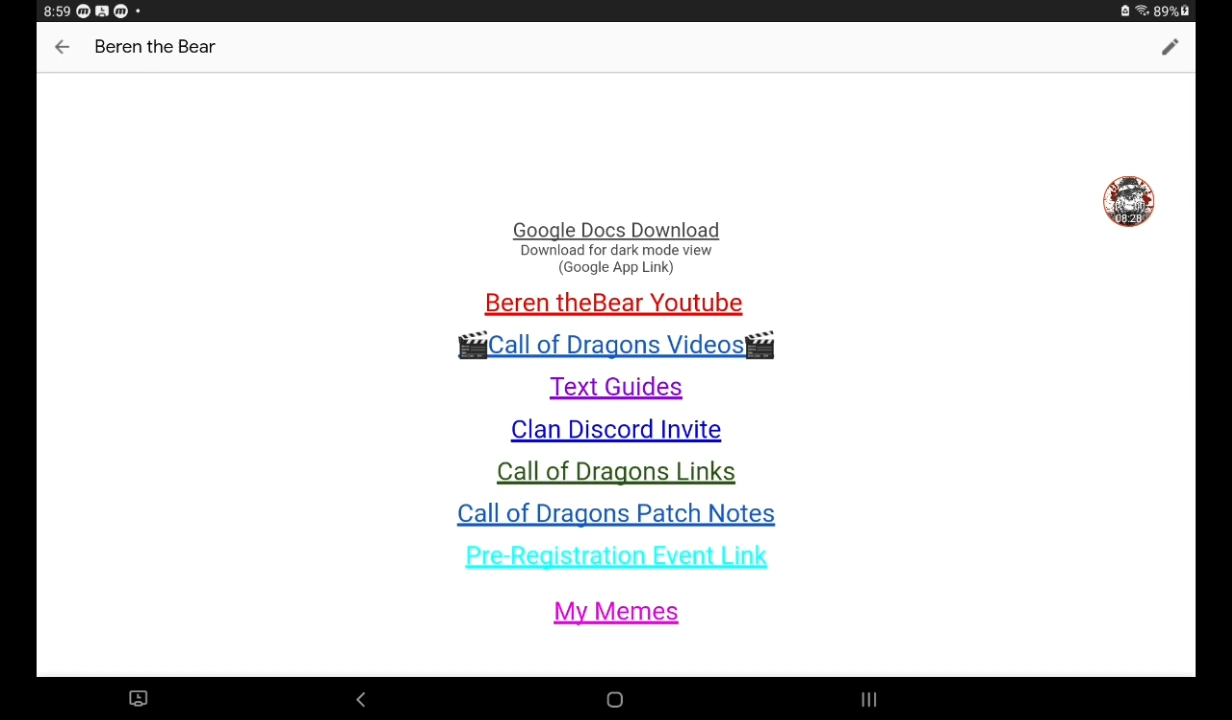 8:59 89%
Beren the Bear
08:28
Google Docs Download
Download for dark mode view
(Google App Link)
Beren theBear Youtube
🎬Call of Dragons Videos🎬
Text Guides
Clan Discord Invite
Call of Dragons Links
Call of Dragons Patch Notes
Pre-Registration Event Link
My Memes